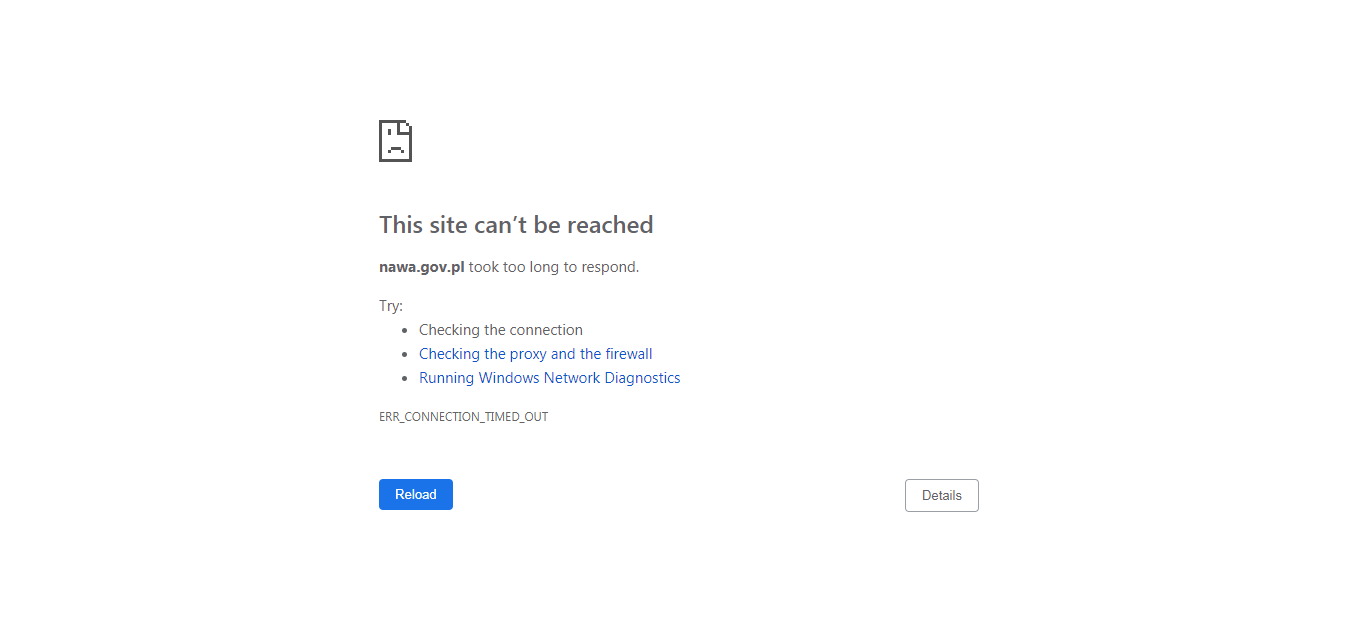 This site can’t be reached
nawa.gov.pl took too long to respond.
Try:
• Checking the connection
• Checking the proxy and the firewall
• Running Windows Network Diagnostics
ERR_CONNECTION_TIMED_OUT
Reload
Details